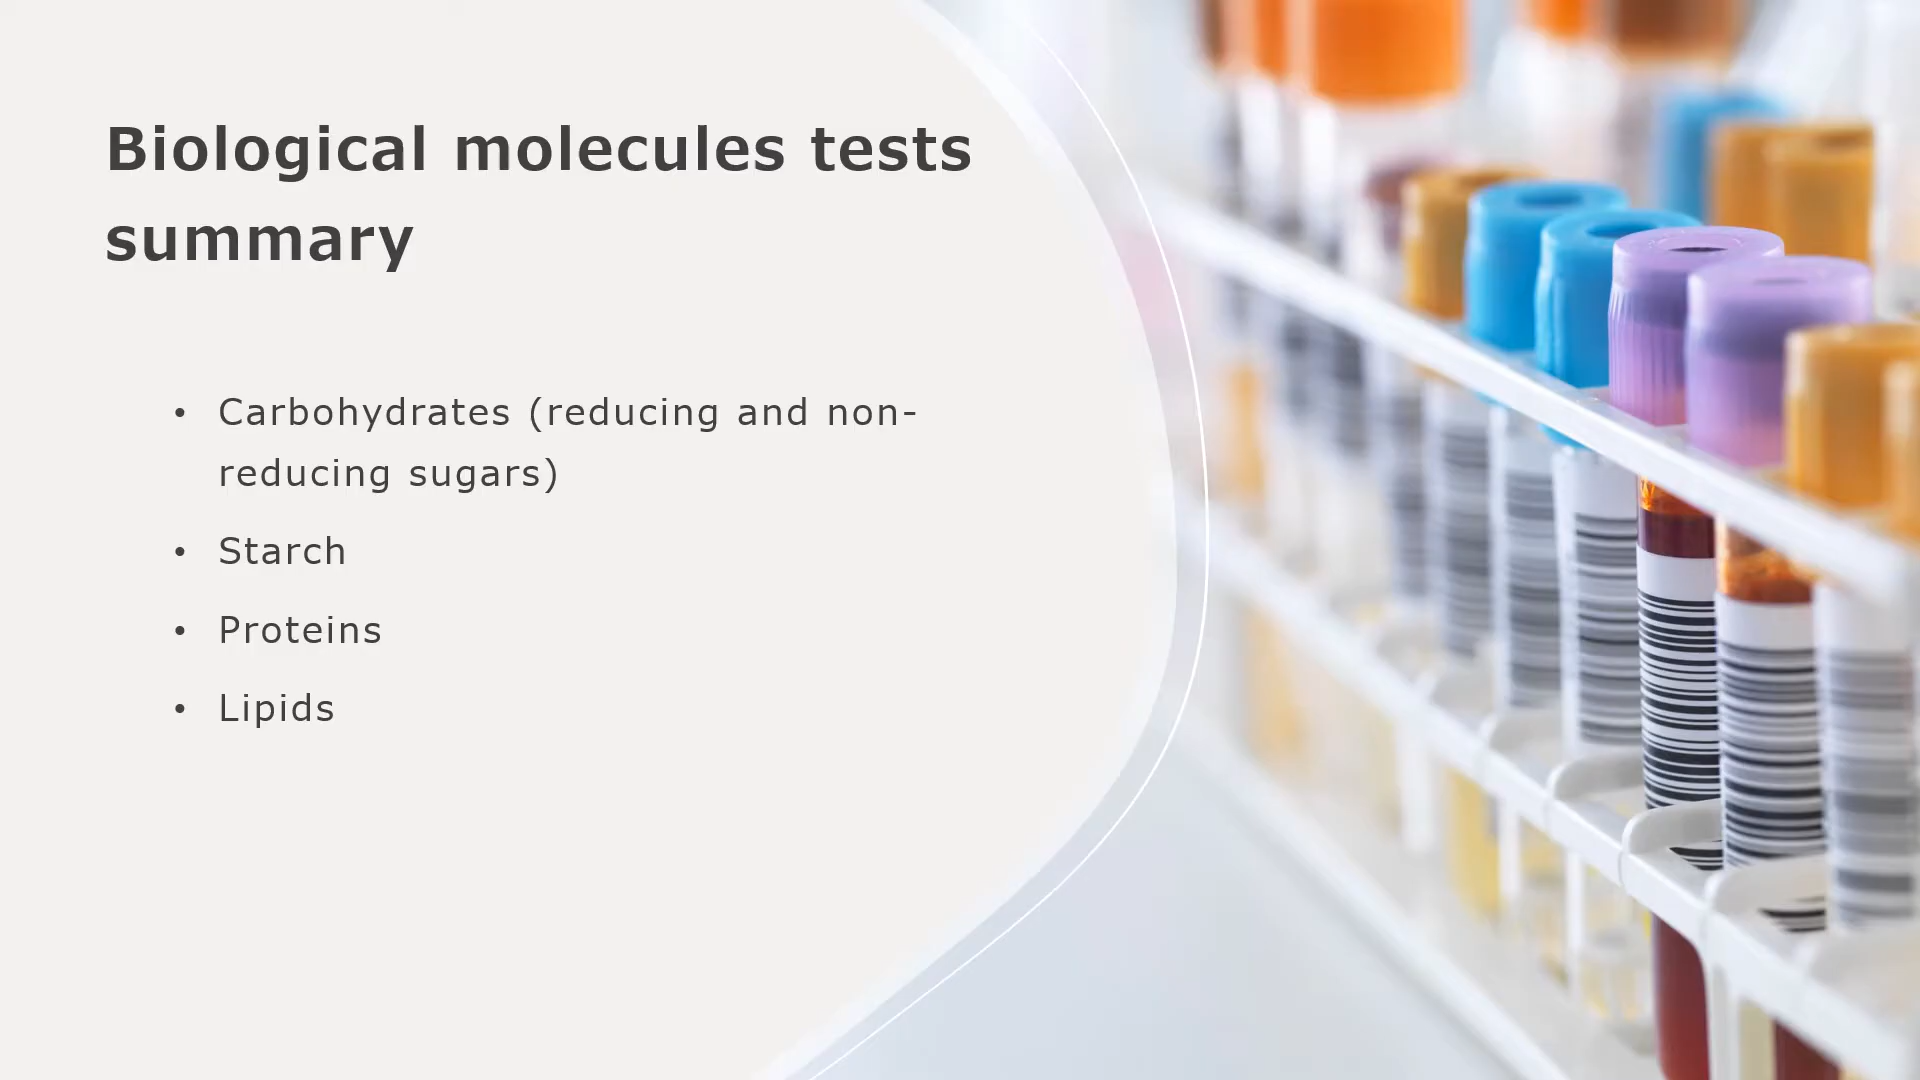 Biological molecules tests
summary
• Carbohydrates (reducing and non-
reducing sugars)
• Starch
• Proteins
• Lipids